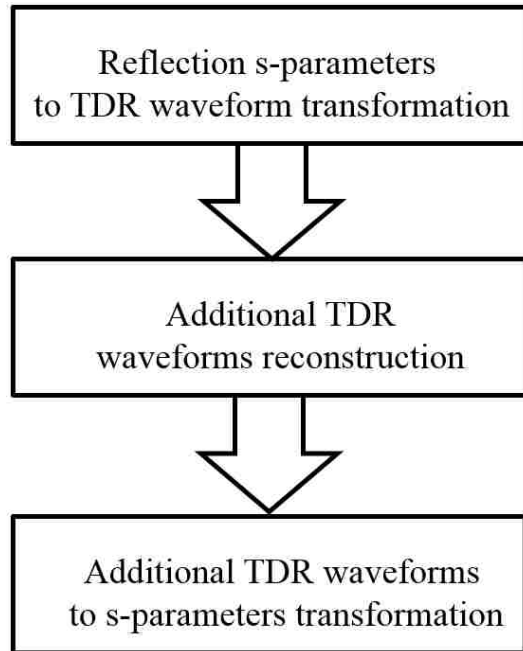 Reflection s-parameters
to TDR waveform transformation
Additional TDR
waveforms reconstruction
Additional TDR waveforms
to s-parameters transformation